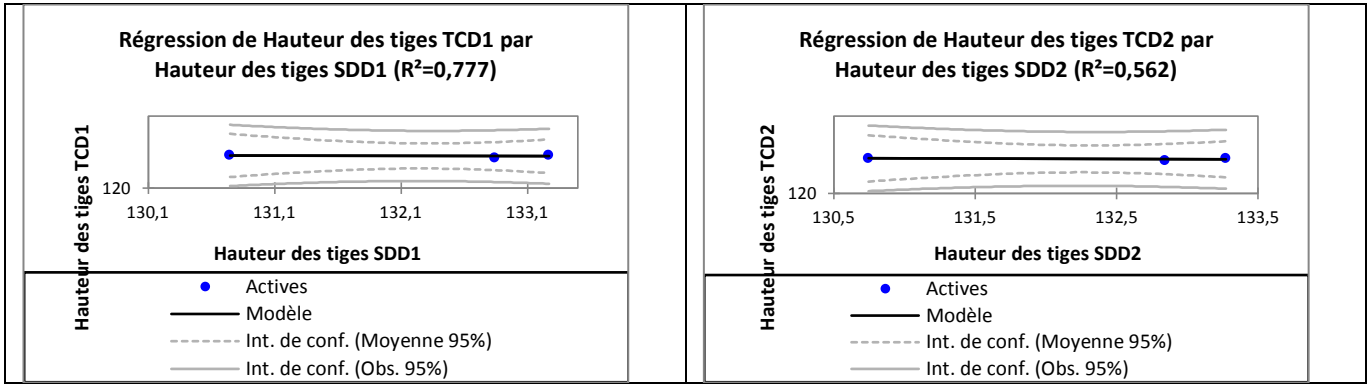 Régression de Hauteur des tiges TCD1 par
Hauteur des tiges SDD1 (R²=0,777)
Hauteur des tiges TCD1
120
130,1 131,1 132,1 133,1
Hauteur des tiges SDD1
Actives
Modèle
Int. de conf. (Moyenne 95%)
Int. de conf. (Obs. 95%)
Régression de Hauteur des tiges TCD2 par
Hauteur des tiges SDD2 (R²=0,562)
Hauteur des tiges TCD2
120
130,5 131,5 132,5 133,5
Hauteur des tiges SDD2
Actives
Modèle
Int. de conf. (Moyenne 95%)
Int. de conf. (Obs. 95%)